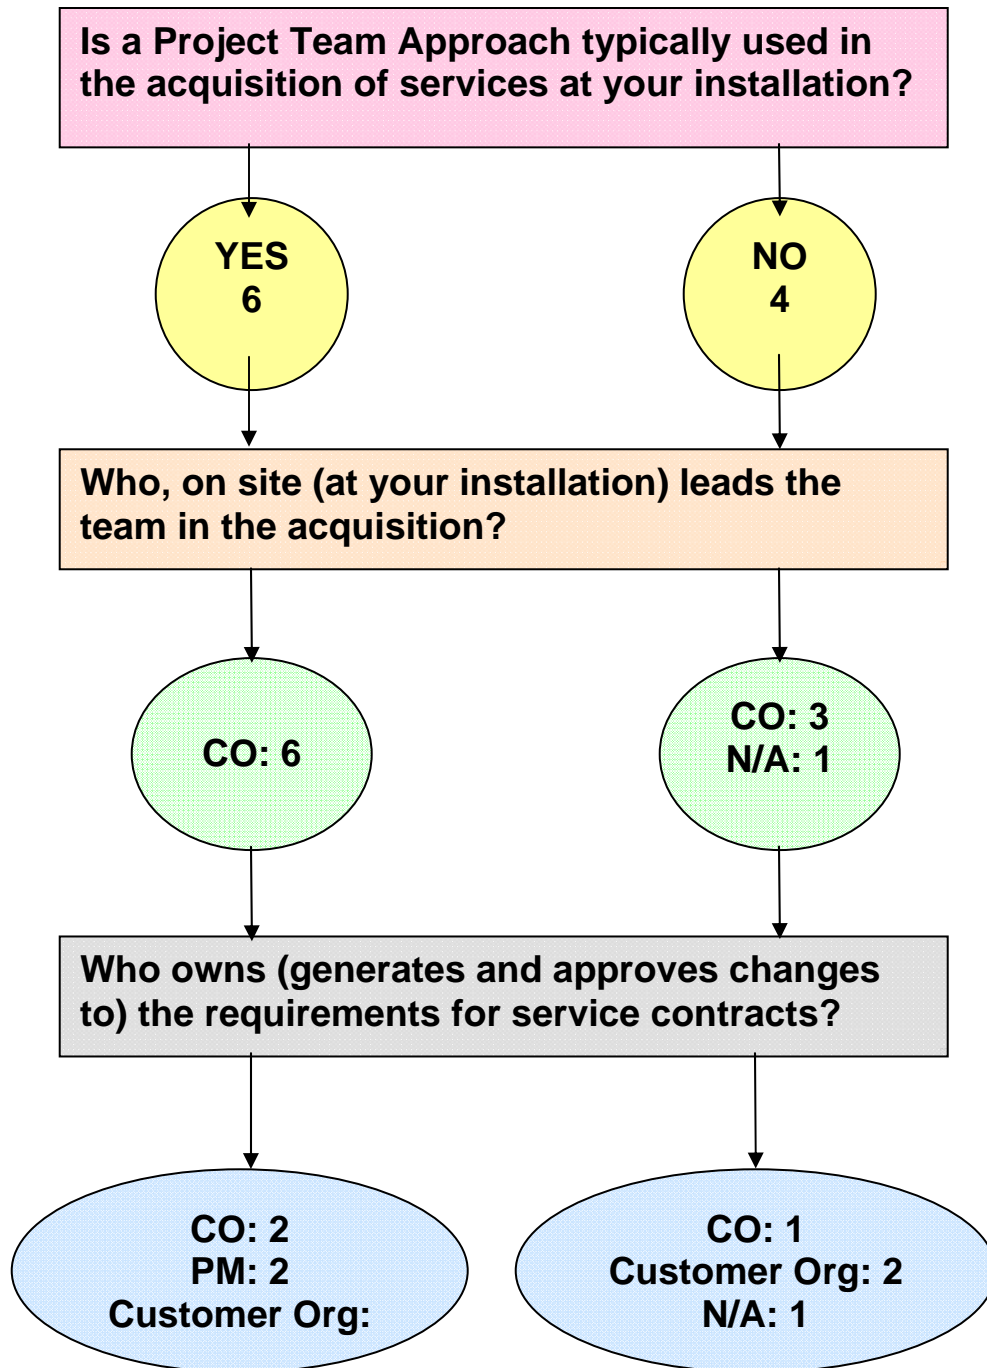 Is a Project Team Approach typically used in
the acquisition of services at your installation?
YES
6
NO
4
Who, on site (at your installation) leads the
team in the acquisition?
CO: 6
CO: 3
N/A: 1
Who owns (generates and approves changes
to) the requirements for service contracts?
CO: 2
PM: 2
Customer Org:
CO: 1
Customer Org: 2
N/A: 1